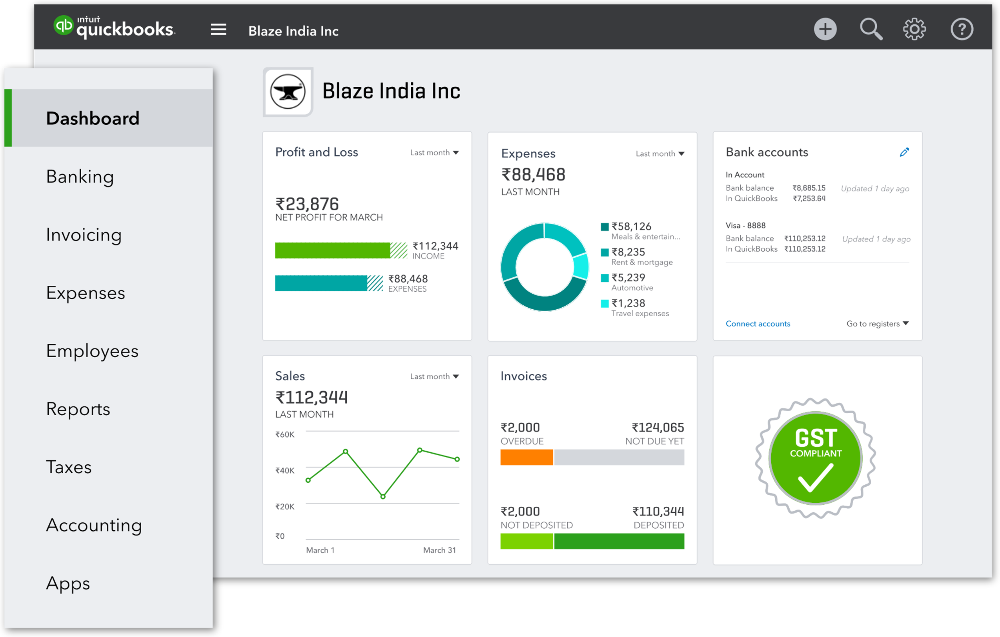 ıntuıt
quickbooks.
Blaze India Inc
?
Dashboard
Banking
Invoicing
Expenses
Employees
Reports
Taxes
Accounting
Apps
Blaze India Inc
Profit and Loss
Last month
₹23,876
NET PROFIT FOR MARCH
₹112,344
INCOME
₹88,468
EXPENSES
Expenses
Last month
₹88,468
LAST MONTH
₹58,126
Meals & entertain...
₹8,235
Rent & mortgage
₹5,239
Automotive
₹1,238
Travel expenses
Bank accounts
In Account
Bank balance ₹8,685.15 Updated 1 day ago
In QuickBooks ₹7,253.64
Visa - 8888
Bank balance ₹110,253.12 Updated 1 day ago
In QuickBooks ₹110,253.12
Connect accounts Go to registers
Sales
Last month
₹112,344
LAST MONTH
₹60K
₹40K
₹20K
₹0
March 1 March 31
Invoices
₹2,000 ₹124,065
OVERDUE NOT DUE YET
₹2,000 ₹110,344
NOT DEPOSITED DEPOSITED
GST
COMPLIANT